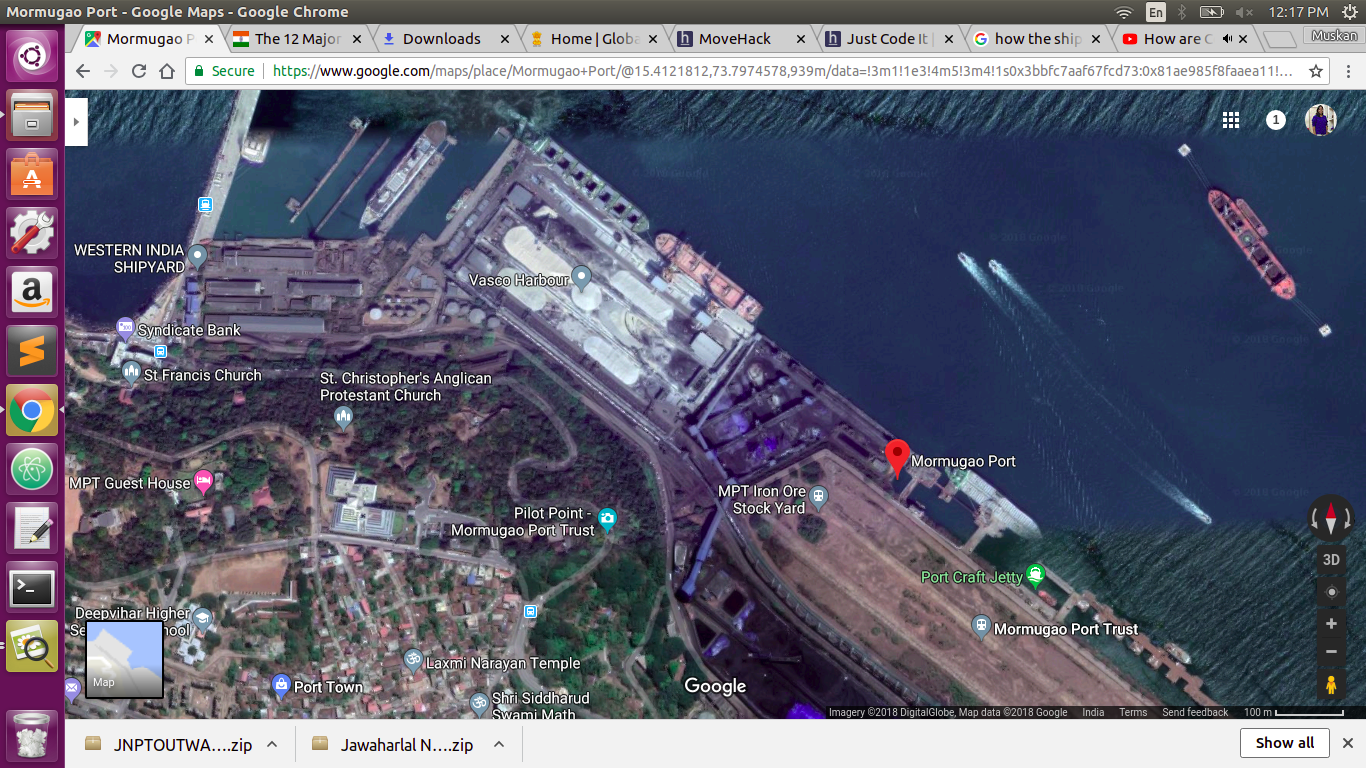 Mormugao Port - Google Maps - Google Chrome
En
12:17 PM
Mormugao P
The 12 Major
Downloads
Home | Globa
MoveHack
Just Code It |
how the ship
How are C
Muskan
Secure
https://www.google.com/maps/place/Mormugao+Port/@15.4121812,73.7974578,939m/data=!3m1!1e3!4m5!3m4!1s0x3bbfc7aaf67fcd73:0x81ae985f8faaea11!...
1
WESTERN INDIA
SHIPYARD
Vasco Harbour
Syndicate Bank
St Francis Church
St. Christopher's Anglican
Protestant Church
MPT Guest House
Mormugao Port
MPT Iron Ore
Stock Yard
Pilot Point -
Mormugao Port Trust
3D
Port Craft Jetty
Deepvihar Higher
Mormugao Port Trust
Laxmi Narayan Temple
Map
Port Town
Google
Shri Siddharud
Swami Math
Imagery ©2018 DigitalGlobe, Map data ©2018 Google
India
Terms
Send feedback
100 m
JNPTOUTWA....zip
Jawaharlal N....zip
Show all